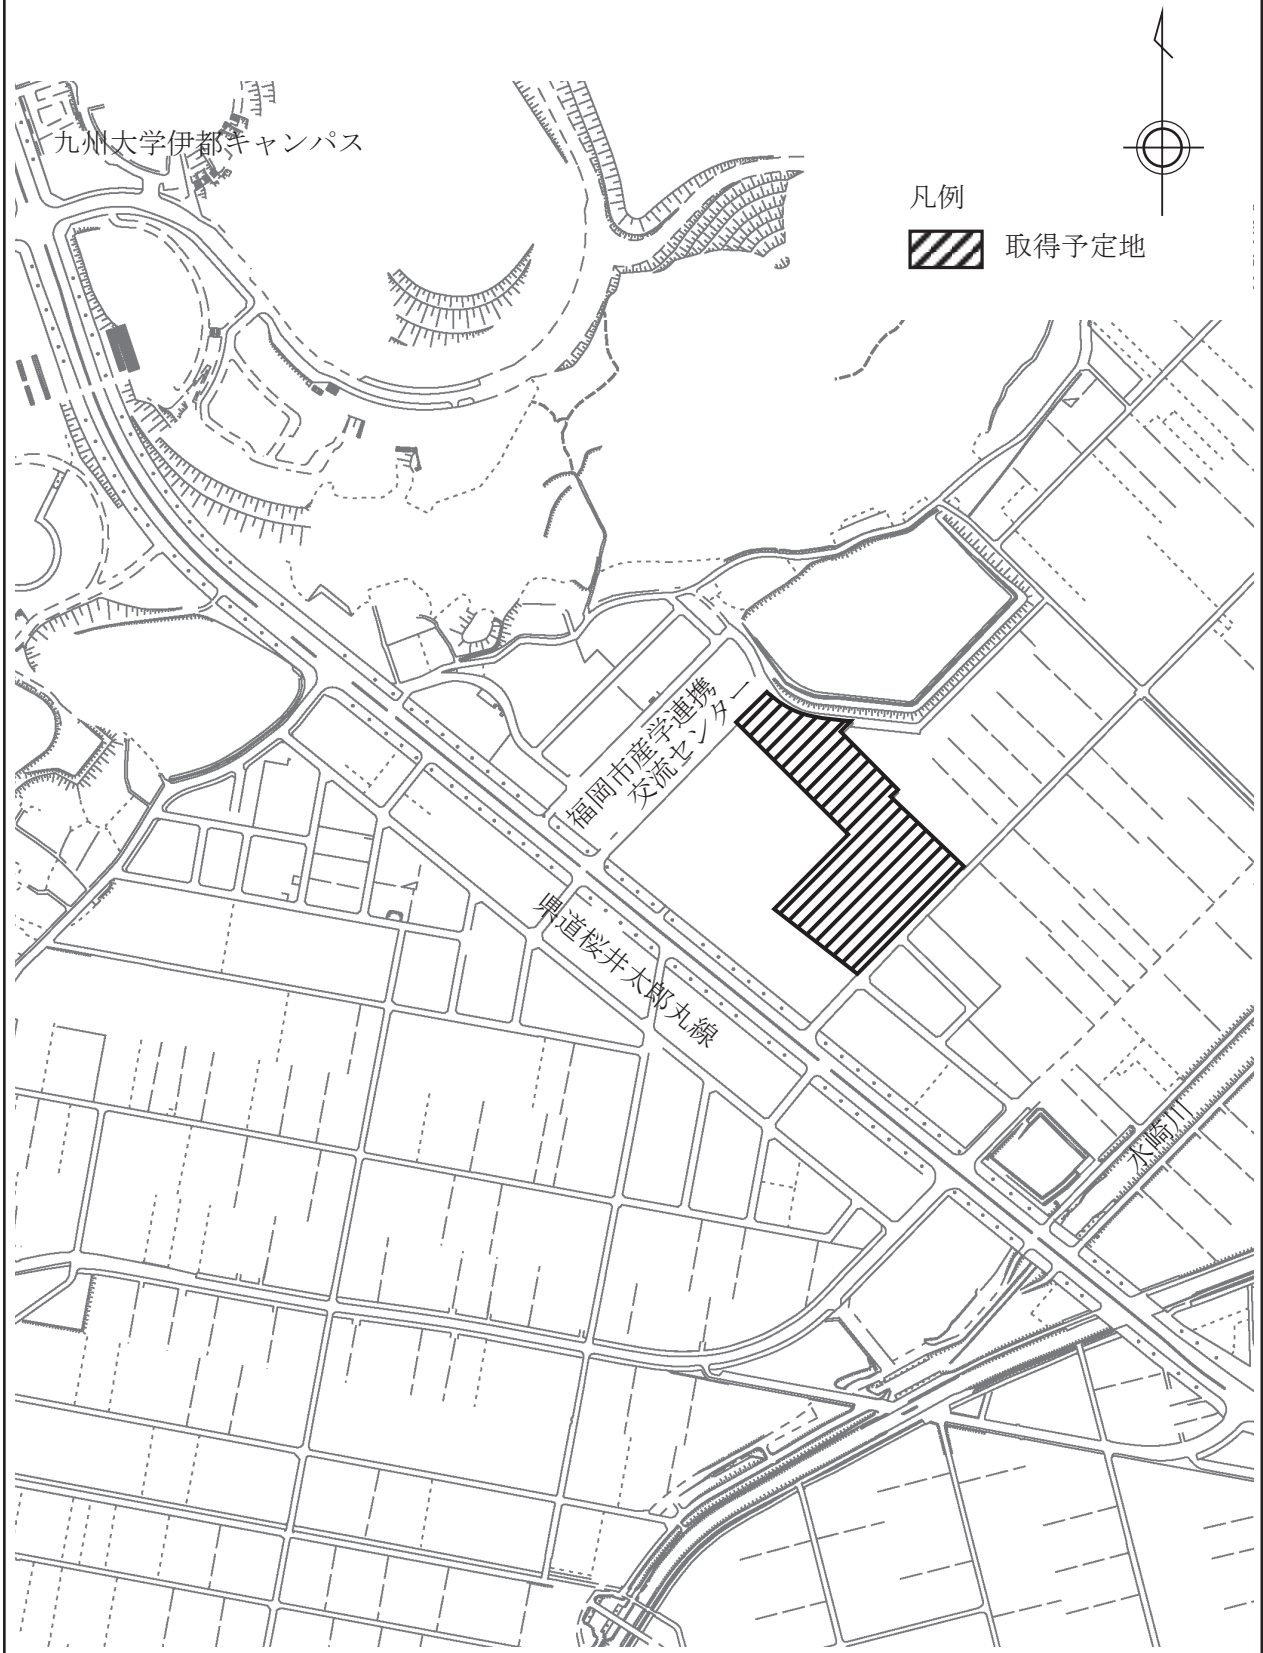 九州大学伊都キャンパス
凡例
取得予定地
福岡市産学連携
交流センター
県道桜井太郎丸線
水崎川